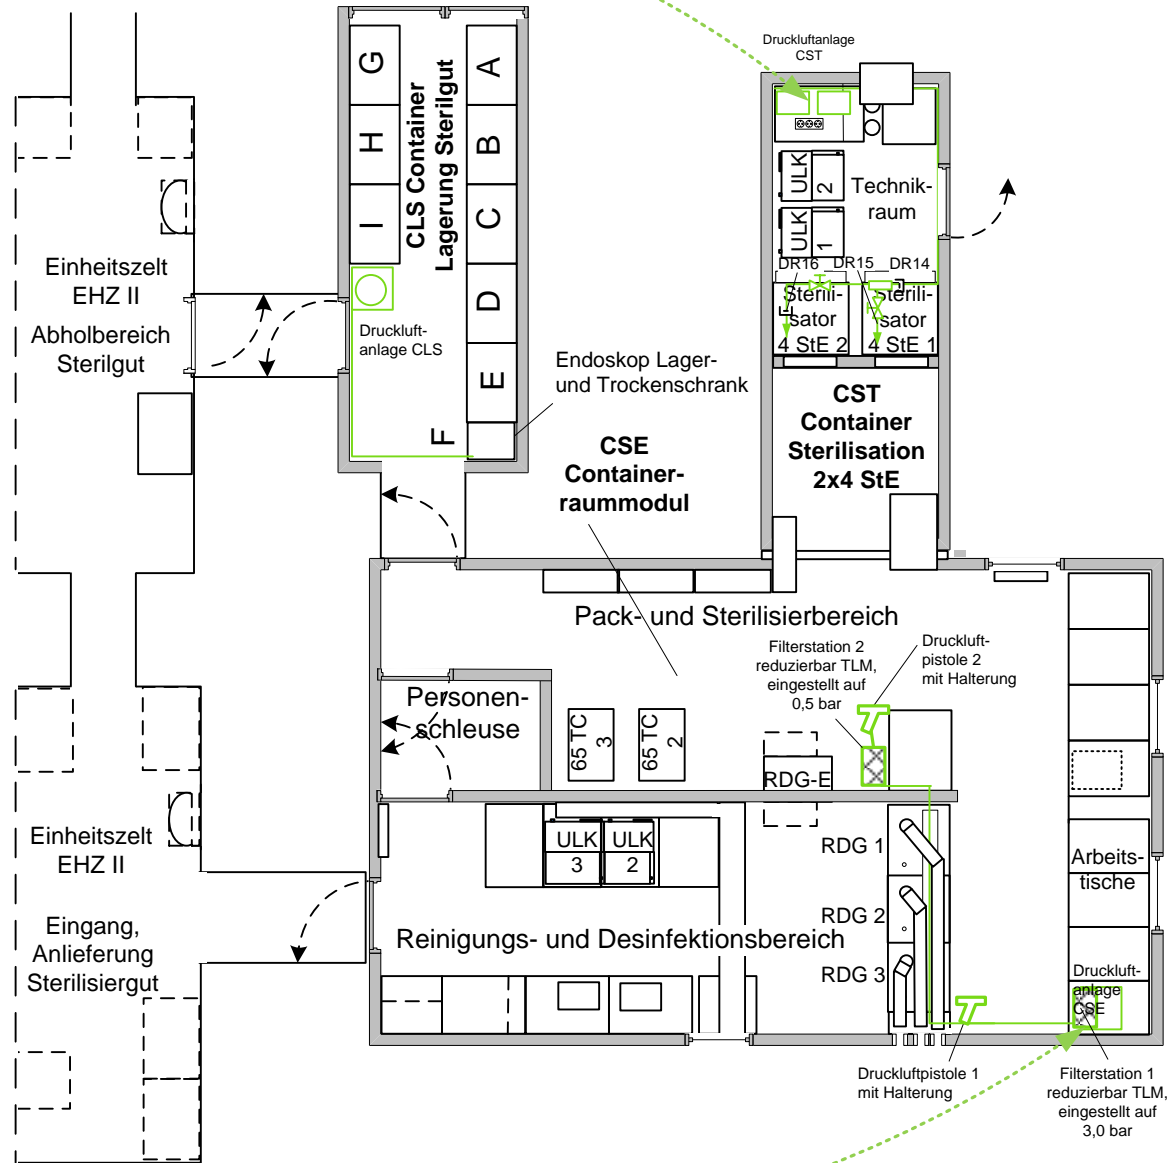 Druckluftanlage
CST
G
H
I
CLS Container
Lagerung Sterilgut
A
B
C
D
E
F
Druckluft-
anlage CLS
Einheitszelt
EHZ II
Abholbereich
Sterilgut
Endoskop Lager-
und Trockenschrank
ULK
2
ULK
1
Technik-
raum
DR16
DR15
DR14
Sterili-
sator
4 StE 2
Sterili-
sator
4 StE 1
CST
Container
Sterilisation
2x4 StE
CSE
Container-
raummodul
Pack- und Sterilisierbereich
Filterstation 2
reduzierbar TLM,
eingestellt auf
0,5 bar
Druckluft-
pistole 2
mit Halterung
Personen-
schleuse
65 TC
3
65 TC
2
RDG-E
Einheitszelt
EHZ II
Eingang,
Anlieferung
Sterilisiergut
ULK
3
ULK
2
RDG 1
RDG 2
RDG 3
Arbeits-
tische
Reinigungs- und Desinfektionsbereich
Druckluft-
anlage
CSE
Druckluftpistole 1
mit Halterung
Filterstation 1
reduzierbar TLM,
eingestellt auf
3,0 bar